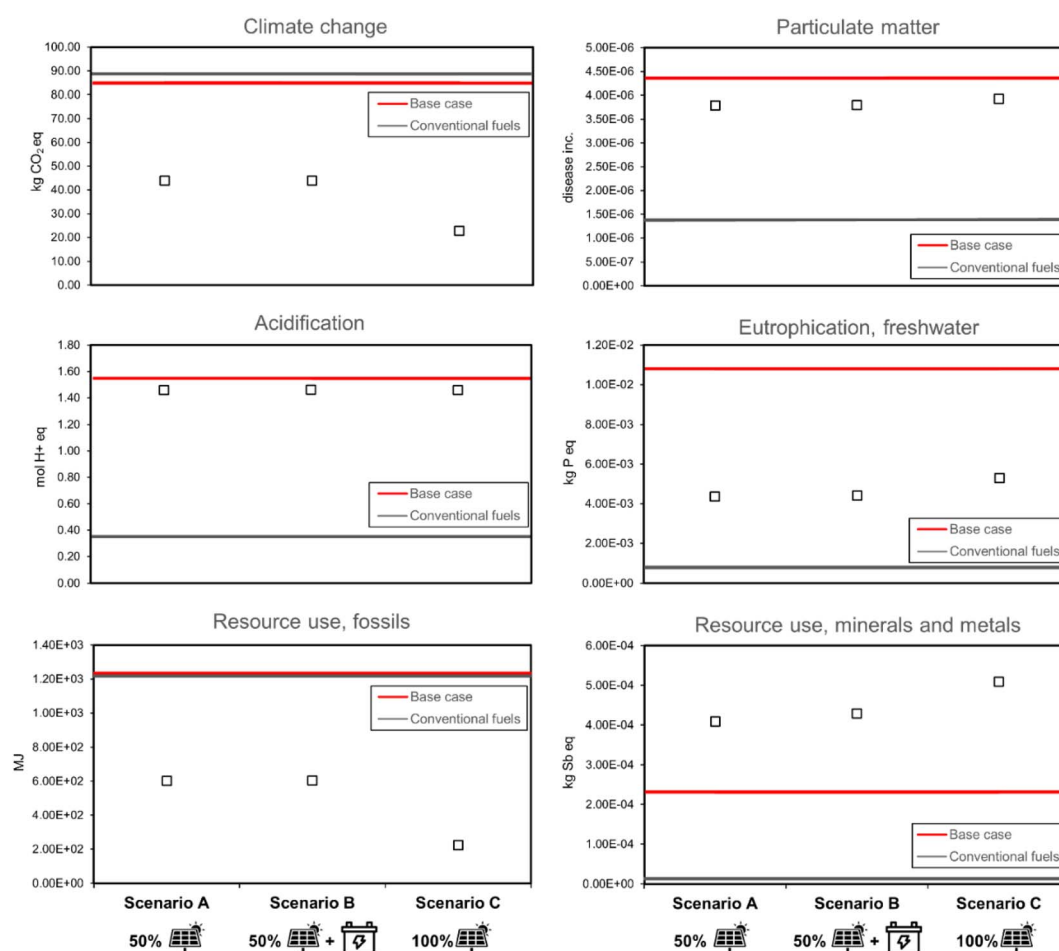 Climate change
100.00
90.00
80.00
70.00
60.00
50.00
40.00
30.00
20.00
10.00
0.00
kg CO₂ eq
Base case
Conventional fuels
Particulate matter
5.00E-06
4.50E-06
4.00E-06
3.50E-06
3.00E-06
2.50E-06
2.00E-06
1.50E-06
1.00E-06
5.00E-07
0.00E+00
disease inc.
Base case
Conventional fuels
Acidification
1.80
1.60
1.40
1.20
1.00
0.80
0.60
0.40
0.20
0.00
mol H+ eq
Base case
Conventional fuels
Eutrophication, freshwater
1.20E-02
1.00E-02
8.00E-03
6.00E-03
4.00E-03
2.00E-03
0.00E+00
kg P eq
Base case
Conventional fuels
Resource use, fossils
1.40E+03
1.20E+03
1.00E+03
8.00E+02
6.00E+02
4.00E+02
2.00E+02
0.00E+00
MJ
Base case
Conventional fuels
Scenario A Scenario B Scenario C
50% 50% + 100%
Resource use, minerals and metals
6.00E-04
5.00E-04
4.00E-04
3.00E-04
2.00E-04
1.00E-04
0.00E+00
kg Sb eq
Base case
Conventional fuels
Scenario A Scenario B Scenario C
50% 50% + 100%